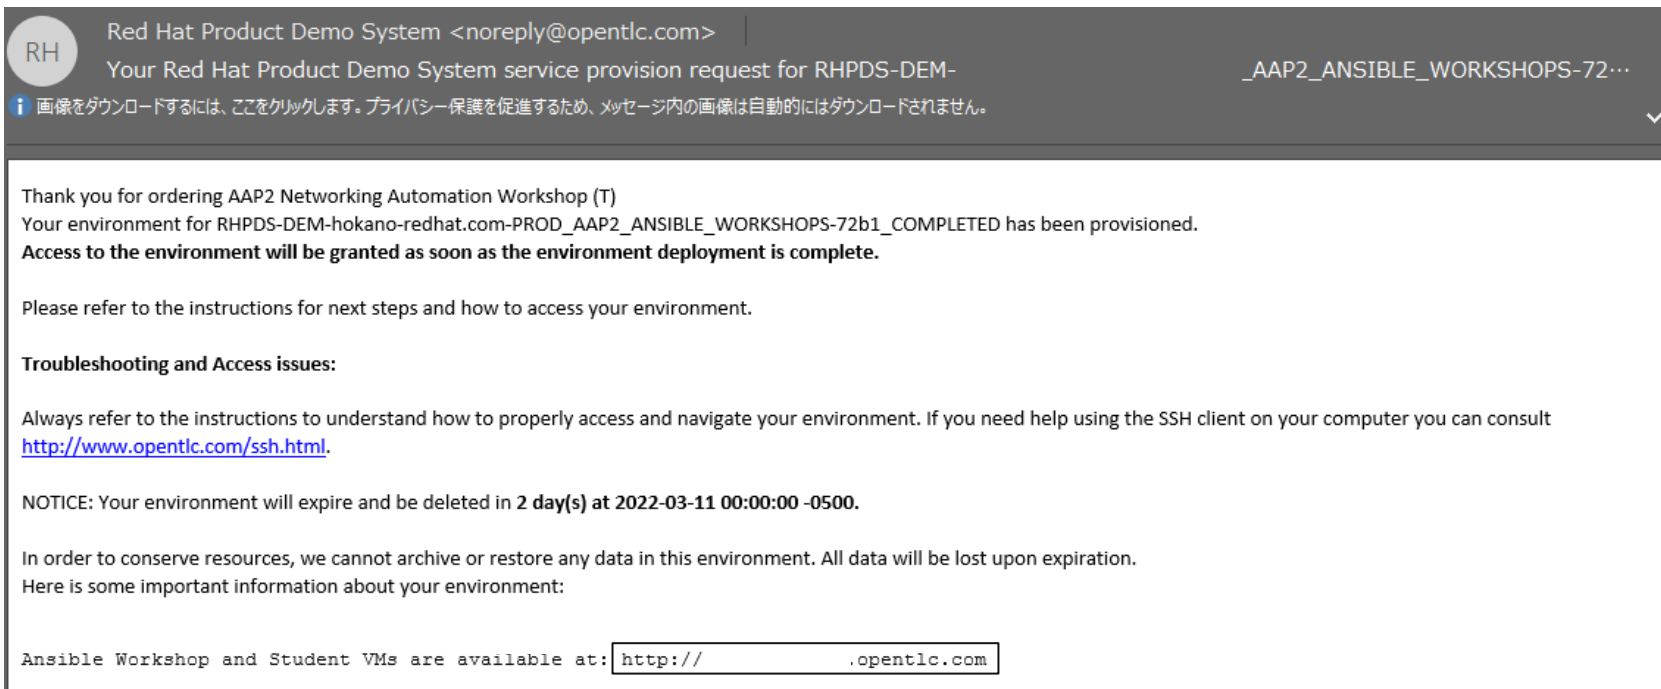 RH
Red Hat Product Demo System <noreply@opentlc.com>
Your Red Hat Product Demo System service provision request for RHPDS-DEM- _AAP2_ANSIBLE_WORKSHOPS-72…
画像をダウンロードするには、ここをクリックします。プライバシー保護を促進するため、メッセージ内の画像は自動的にはダウンロードされません。
Thank you for ordering AAP2 Networking Automation Workshop (T)
Your environment for RHPDS-DEM-hokano-redhat.com-PROD_AAP2_ANSIBLE_WORKSHOPS-72b1_COMPLETED has been provisioned.
Access to the environment will be granted as soon as the environment deployment is complete.
Please refer to the instructions for next steps and how to access your environment.
Troubleshooting and Access issues:
Always refer to the instructions to understand how to properly access and navigate your environment. If you need help using the SSH client on your computer you can consult
http://www.opentlc.com/ssh.html.
NOTICE: Your environment will expire and be deleted in 2 day(s) at 2022-03-11 00:00:00 -0500.
In order to conserve resources, we cannot archive or restore any data in this environment. All data will be lost upon expiration.
Here is some important information about your environment:
Ansible Workshop and Student VMs are available at: http:// .opentlc.com